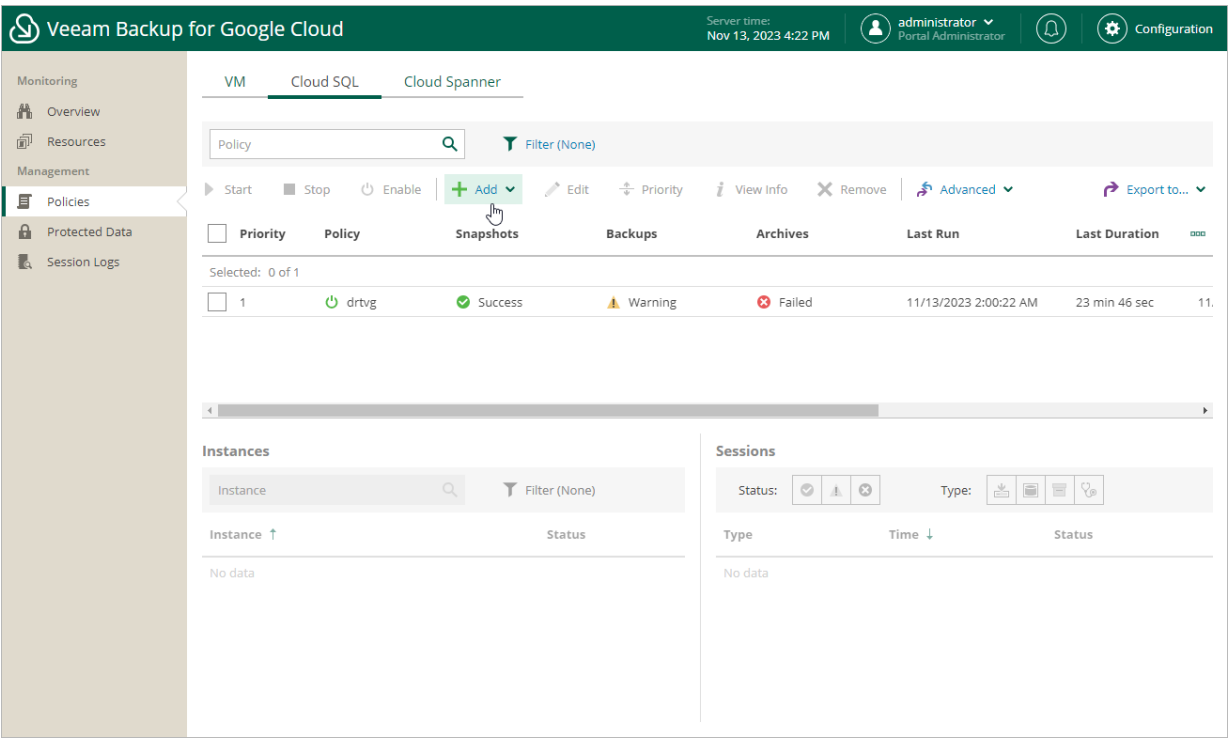 Veeam Backup for Google Cloud
Server time:
Nov 13, 2023 4:22 PM
administrator
Portal Administrator
Configuration
Monitoring
Overview
Resources
Management
Policies
Protected Data
Session Logs
VM Cloud SQL Cloud Spanner
Policy Filter (None)
Start Stop Enable Add Edit Priority View Info Remove Advanced Export to...
Priority Policy Snapshots Backups Archives Last Run Last Duration
Selected: 0 of 1
1 drtvg Success Warning Failed 11/13/2023 2:00:22 AM 23 min 46 sec 11.
Instances
Instance Filter (None)
Instance Status
No data
Sessions
Status: Type:
Type Time Status
No data